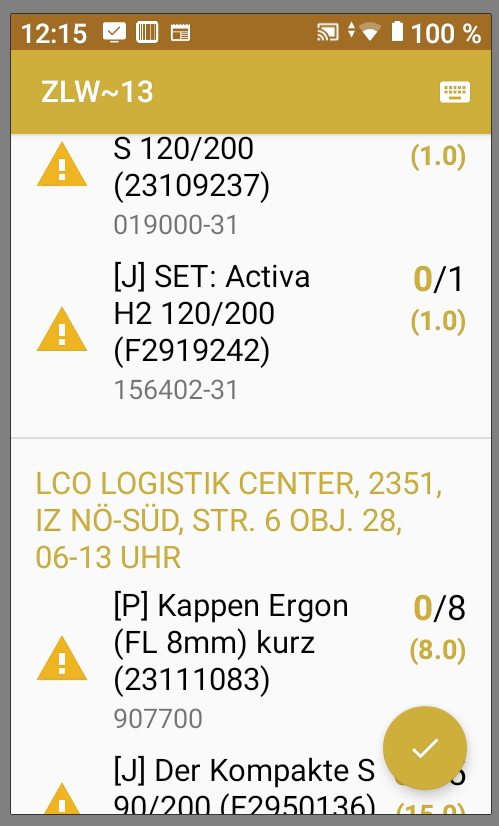 12:15 100 %
ZLW~13
S 120/200 (1.0)
(23109237)
019000-31
[J] SET: Activa 0/1
H2 120/200 (1.0)
(F2919242)
156402-31
LCO LOGISTIK CENTER, 2351,
IZ NÖ-SÜD, STR. 6 OBJ. 28,
06-13 UHR
[P] Kappen Ergon 0/8
(FL 8mm) kurz (8.0)
(23111083)
907700
[J] Der Kompakte S
90/200 (F2950136) (15.0)